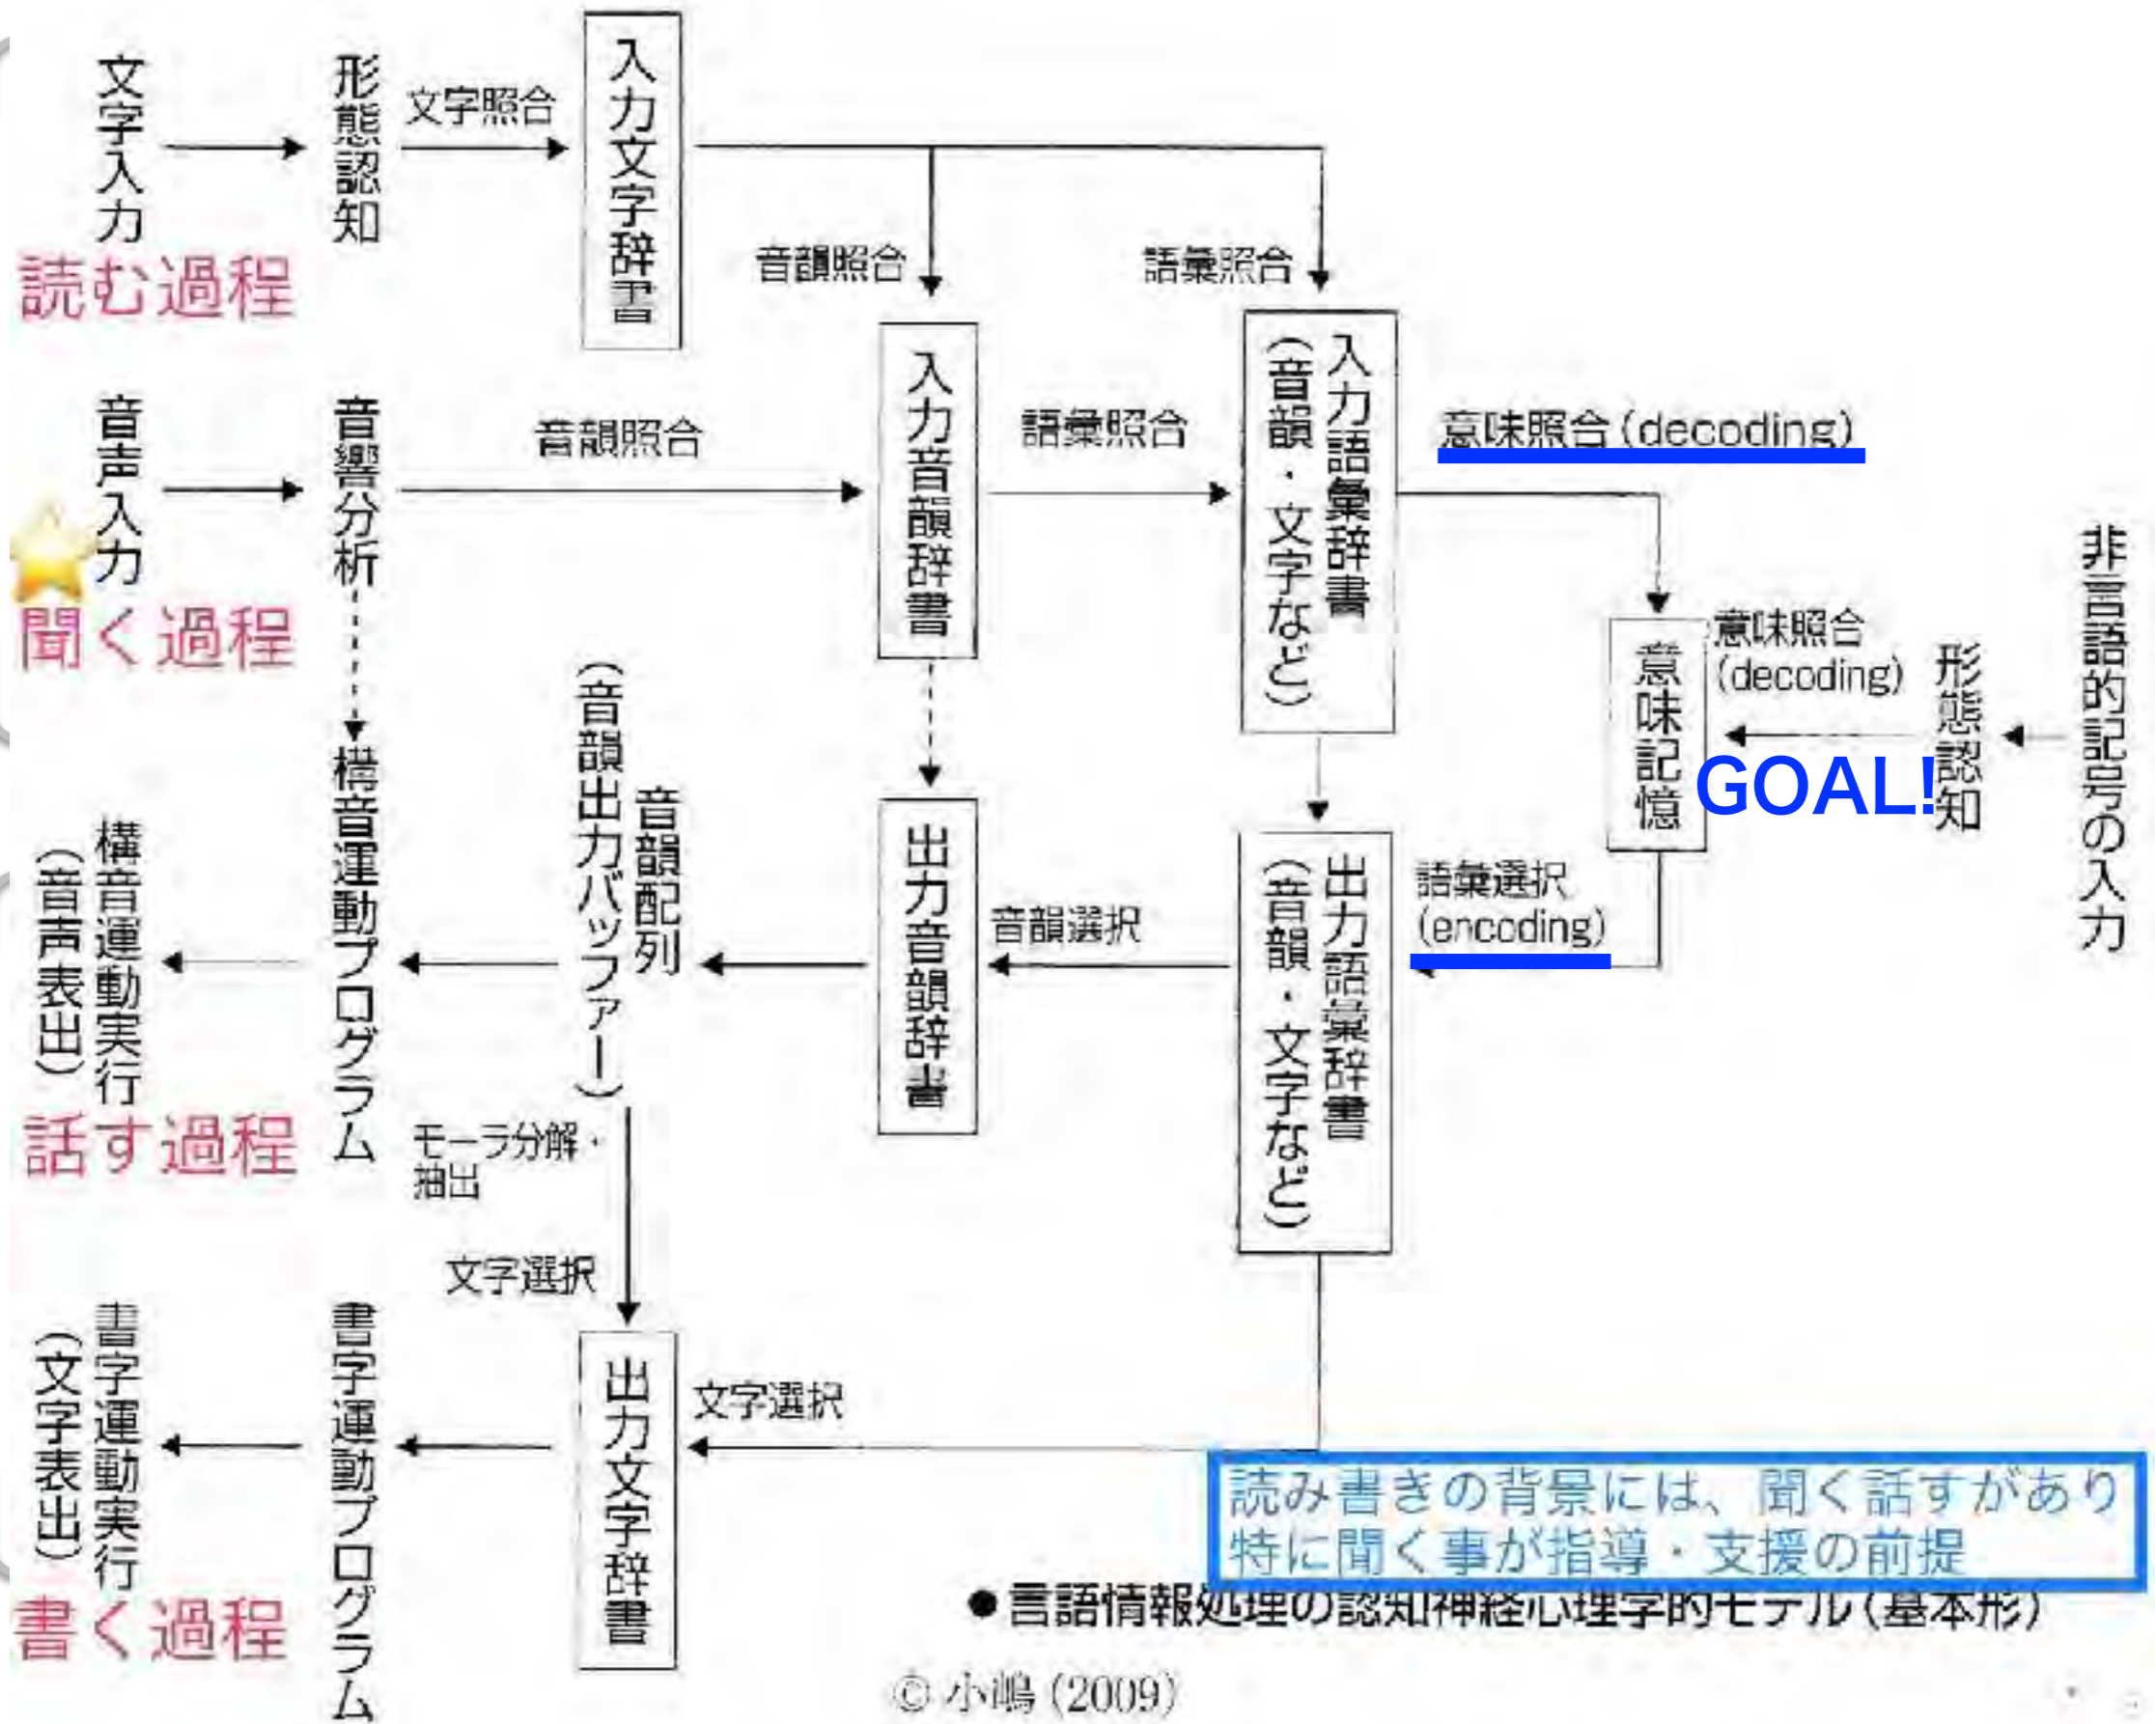 文字入力
読む過程
形態認知
文字照合
入力文字辞書
音韻照合
語彙照合
音声入力
聞く過程
音響分析
音韻照合
入力音韻辞書
語彙照合
入力語彙辞書
(音韻・文字など)
意味照合(decoding)
意味記憶
GOAL!
意味照合
(decoding)
形態認知
非言語的記号の入力
語彙選択
(encoding)
出力語彙辞書
(音韻・文字など)
音韻選択
出力音韻辞書
音韻配列
(音韻出力バッファー)
構音運動プログラム
構音運動実行
(音声表出)
話す過程
モーラ分解・
抽出
文字選択
出力文字辞書
文字選択
書字運動プログラム
書字運動実行
(文字表出)
書く過程
読み書きの背景には、聞く話すがあり
特に聞く事が指導・支援の前提
●言語情報処理の認知神経心理学的モデル(基本形)
© 小嶋 (2009)